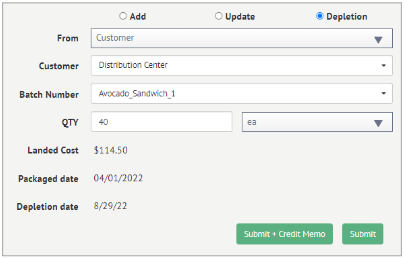 Add Update Depletion
From Customer
Customer Distribution Center
Batch Number Avocado_Sandwich_1
QTY 40 ea
Landed Cost $114.50
Packaged date 04/01/2022
Depletion date 8/29/22
Submit + Credit Memo Submit